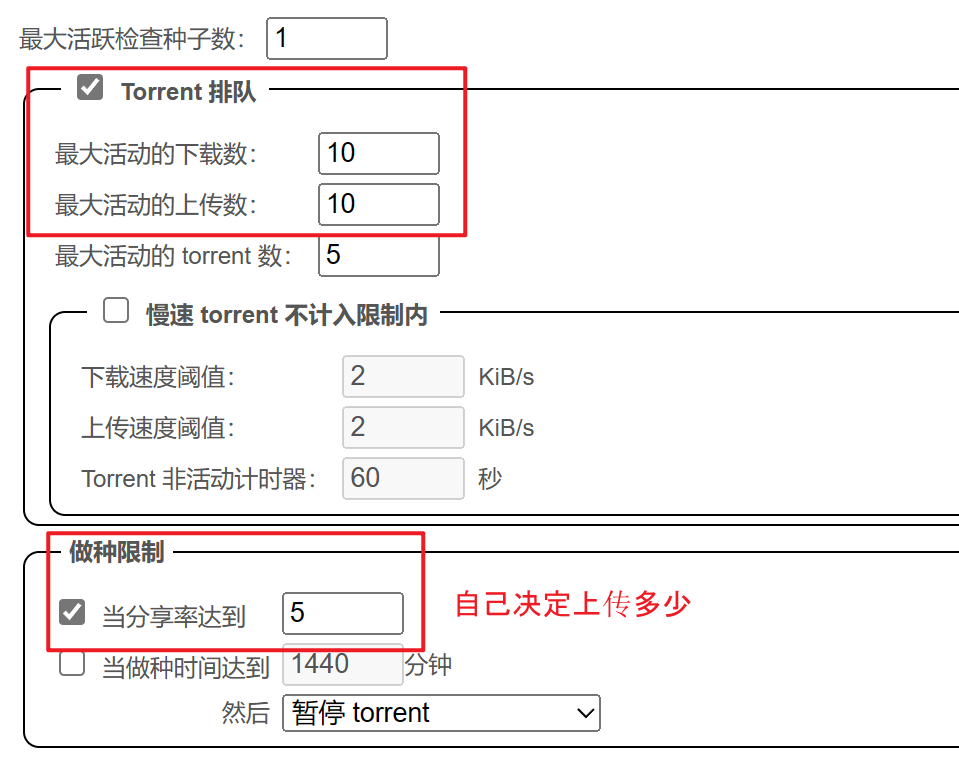 最大活跃检查种子数： 1
Torrent 排队
最大活动的下载数： 10
最大活动的上传数： 10
最大活动的 torrent 数： 5
慢速 torrent 不计入限制内
下载速度阈值： 2 KiB/s
上传速度阈值： 2 KiB/s
Torrent 非活动计时器： 60 秒
做种限制
当分享率达到 5 自己决定上传多少
当做种时间达到 1440 分钟
然后 暂停 torrent